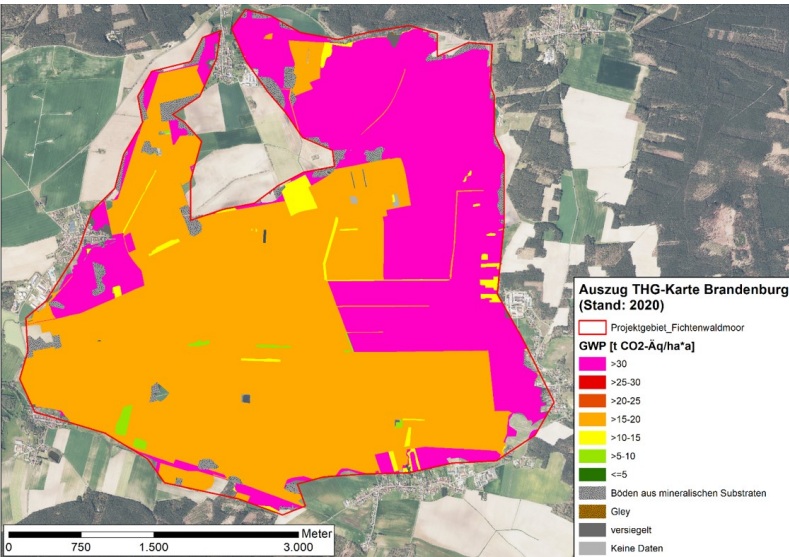 Auszug THG-Karte Brandenburg
(Stand: 2020)
Projektgebiet_Fichtenwaldmoor
GWP [t CO2-Äq/ha*a]
>30
>25-30
>20-25
>15-20
>10-15
>5-10
<=5
Böden aus mineralischen Substraten
Gley
versiegelt
Keine Daten
Meter
0 750 1.500 3.000